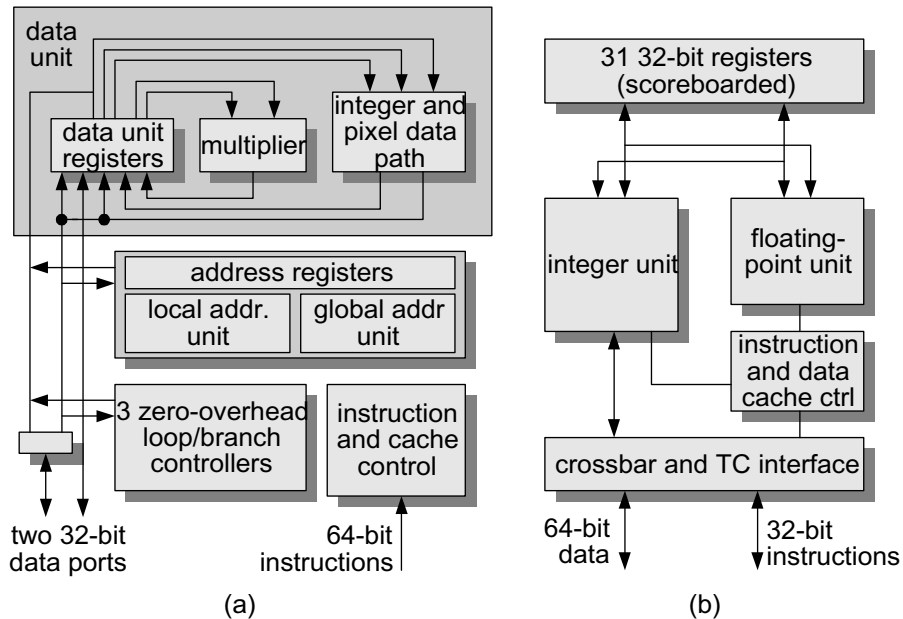 data
unit
data unit
registers
multiplier
integer and
pixel data
path
address registers
local addr.
unit
global addr
unit
3 zero-overhead
loop/branch
controllers
instruction
and cache
control
two 32-bit
data ports
64-bit
instructions
(a)
31 32-bit registers
(scoreboarded)
integer unit
floating-
point unit
instruction
and data
cache ctrl
crossbar and TC interface
64-bit
data
32-bit
instructions
(b)